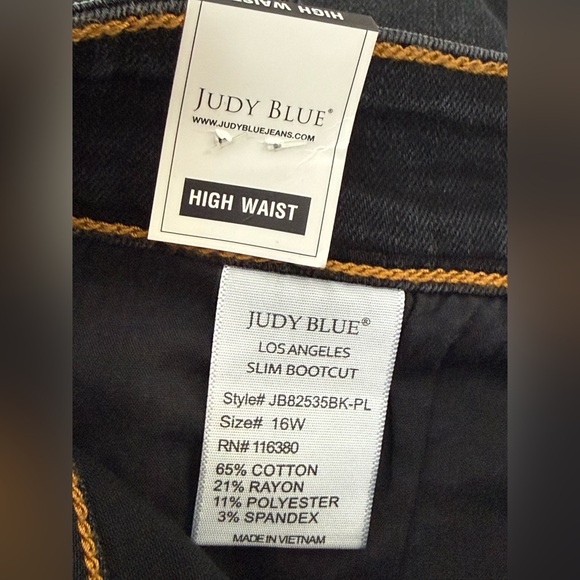 HIGH WAIST
JUDY BLUE®
WWW.JUDYBLUEJEANS.COM
HIGH WAIST
JUDY BLUE®
LOS ANGELES
SLIM BOOTCUT
Style# JB82535BK-PL
Size# 16W
RN# 116380
65% COTTON
21% RAYON
11% POLYESTER
3% SPANDEX
MADE IN VIETNAM